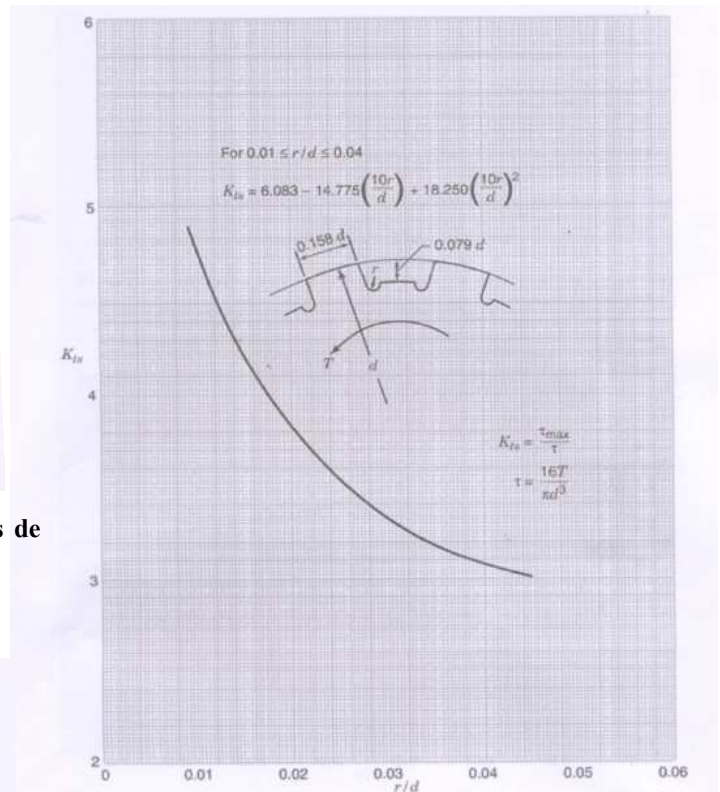 6
For 0.01 ≤ r/d ≤ 0.04
K_ts = 6.083 − 14.775(10r/d) + 18.250(10r/d)²
5
0.158 d
0.079 d
r
T
d
K_ts
4
K_ts = τ_max/τ
τ = 16T/πd³
s de
3
2
0
0.01
0.02
0.03
0.04
0.05
0.06
r/d